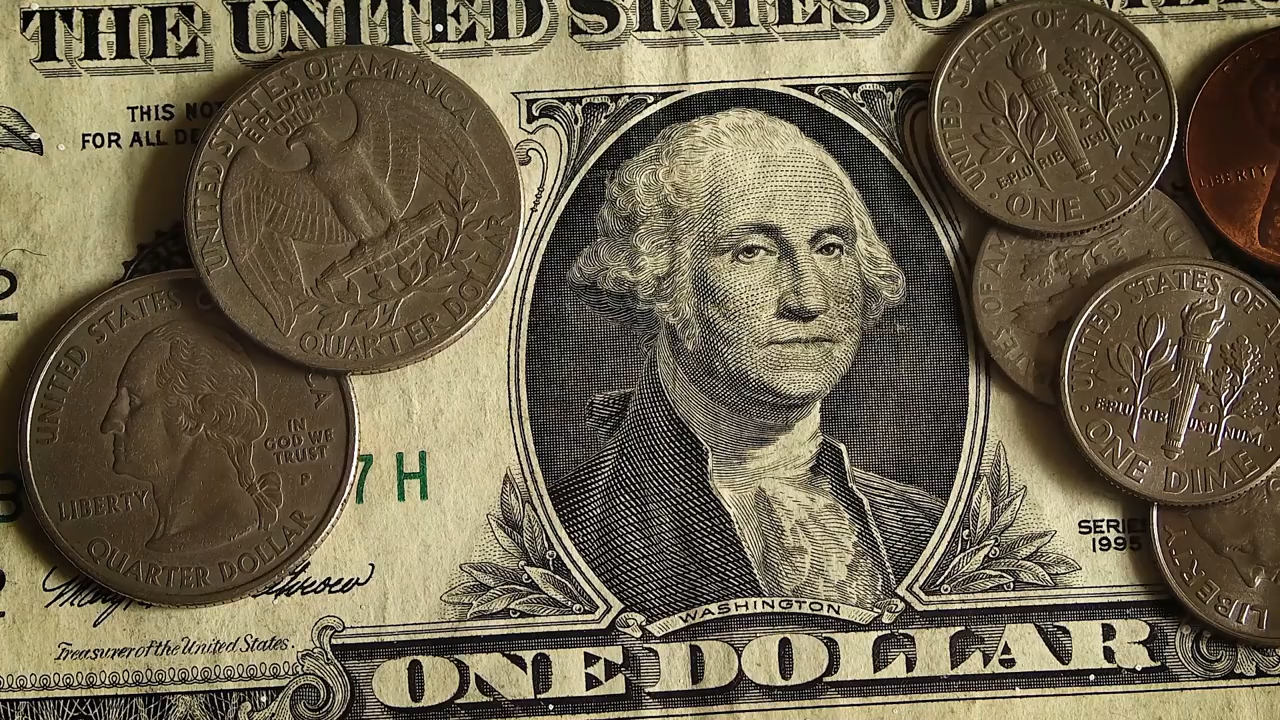 THE UNITED STATES OF
THIS NOT
FOR ALL DE
UNITED STATES OF AMERICA
E PLURIBUS
UNUM
QUARTER DOLLAR
UNITED STATES
LIBERTY
IN
GOD WE
TRUST
P
QUARTER DOLLAR
7 H
Treasurer of the United States.
WASHINGTON
ONE DOLLAR
UNITED STATES OF AMERICA
E PLURIBUS UNUM
ONE DIME
LIBERTY
UNITED STATES OF A
E PLURIBUS UNUM
ONE DIME
SERIES
1995
LIBERTY